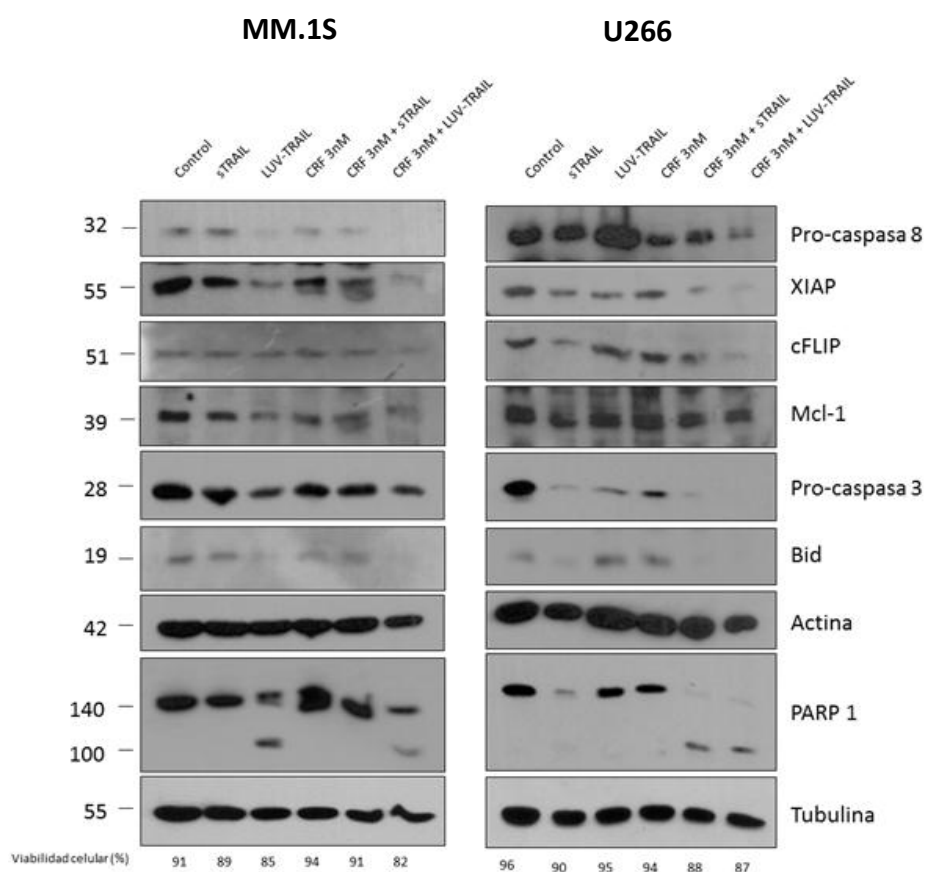 MM.1S U266
Control sTRAIL LUV-TRAIL CRF 3nM CRF 3nM + sTRAIL CRF 3nM + LUV-TRAIL Control sTRAIL LUV-TRAIL CRF 3nM CRF 3nM + sTRAIL CRF 3nM + LUV-TRAIL
32 Pro-caspasa 8
55 XIAP
51 cFLIP
39 Mcl-1
28 Pro-caspasa 3
19 Bid
42 Actina
140 PARP 1
100
55 Tubulina
Viabilidad celular (%) 91 89 85 94 91 82 96 90 95 94 88 87